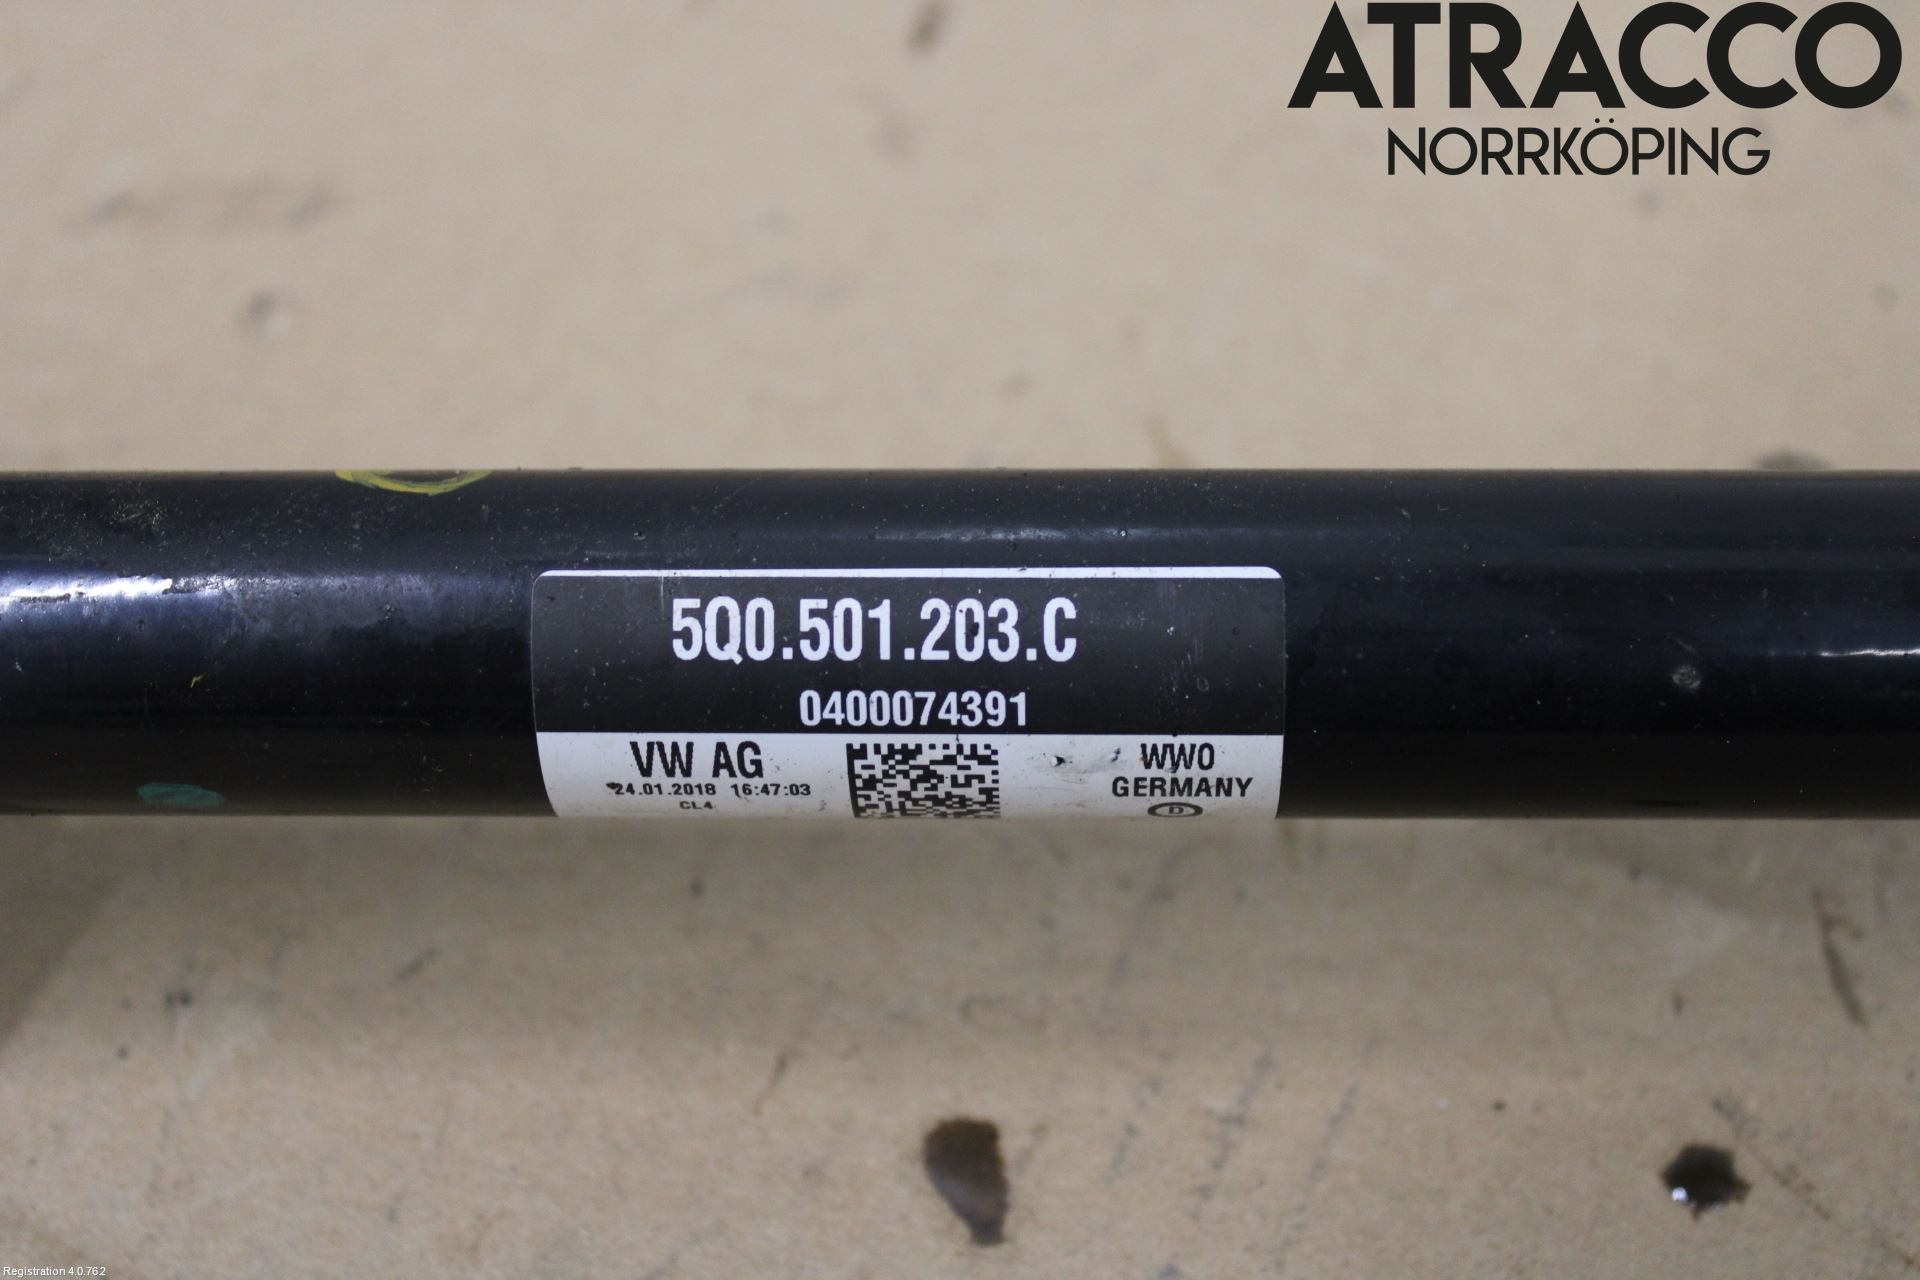 ATRACCO
NORRKÖPING
5Q0.501.203.C
0400074391
VW AG
24.01.2018 16:47:03
CL4
WWO
GERMANY
D
Registration 4.0.762